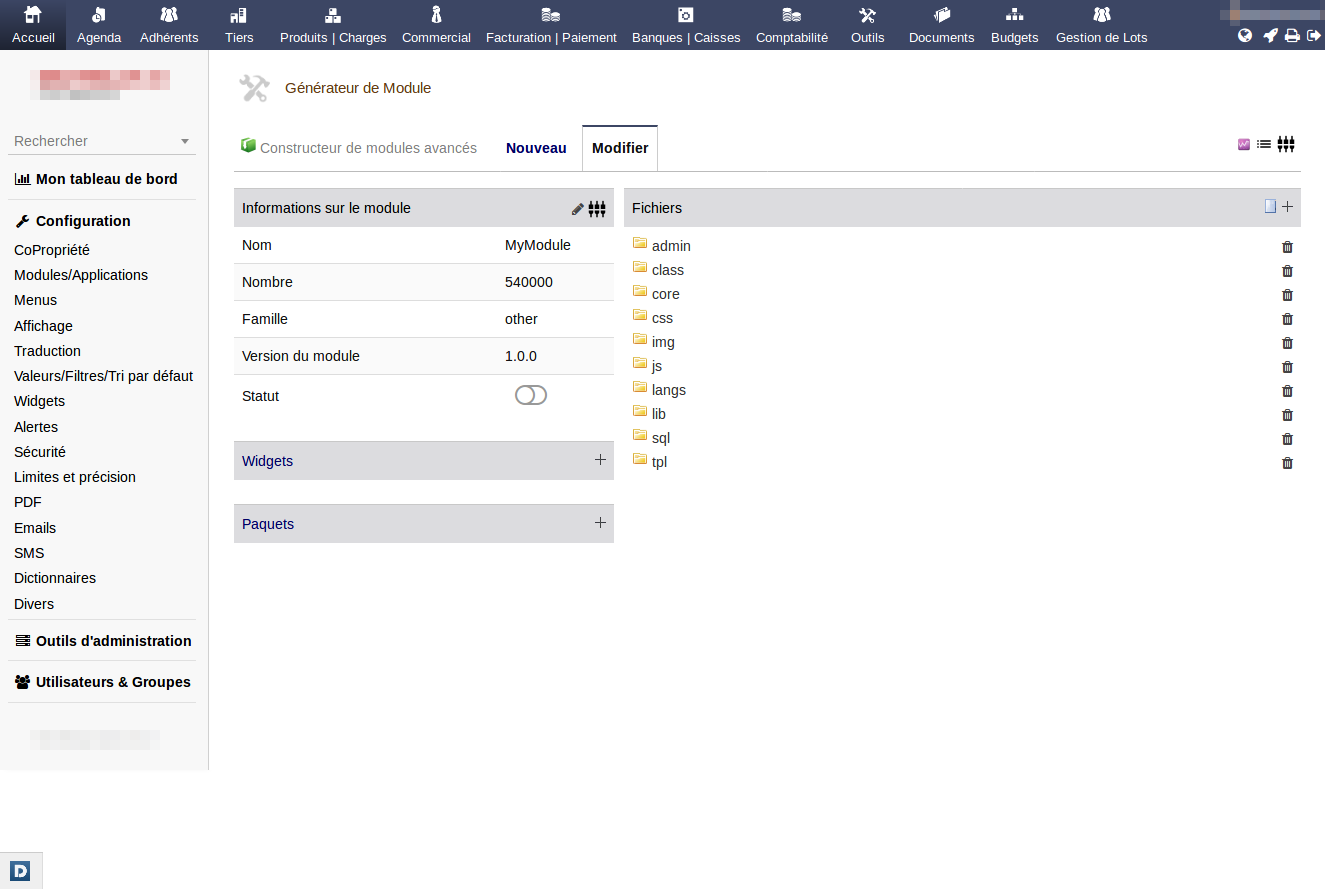 Accueil Agenda Adhérents Tiers Produits | Charges Commercial Facturation | Paiement Banques | Caisses Comptabilité Outils Documents Budgets Gestion de Lots
Rechercher
Mon tableau de bord
Configuration
CoPropriété
Modules/Applications
Menus
Affichage
Traduction
Valeurs/Filtres/Tri par défaut
Widgets
Alertes
Sécurité
Limites et précision
PDF
Emails
SMS
Dictionnaires
Divers
Outils d'administration
Utilisateurs & Groupes
Générateur de Module
Constructeur de modules avancés Nouveau Modifier
Informations sur le module
Nom MyModule
Nombre 540000
Famille other
Version du module 1.0.0
Statut
Widgets
Paquets
Fichiers
admin
class
core
css
img
js
langs
lib
sql
tpl
D